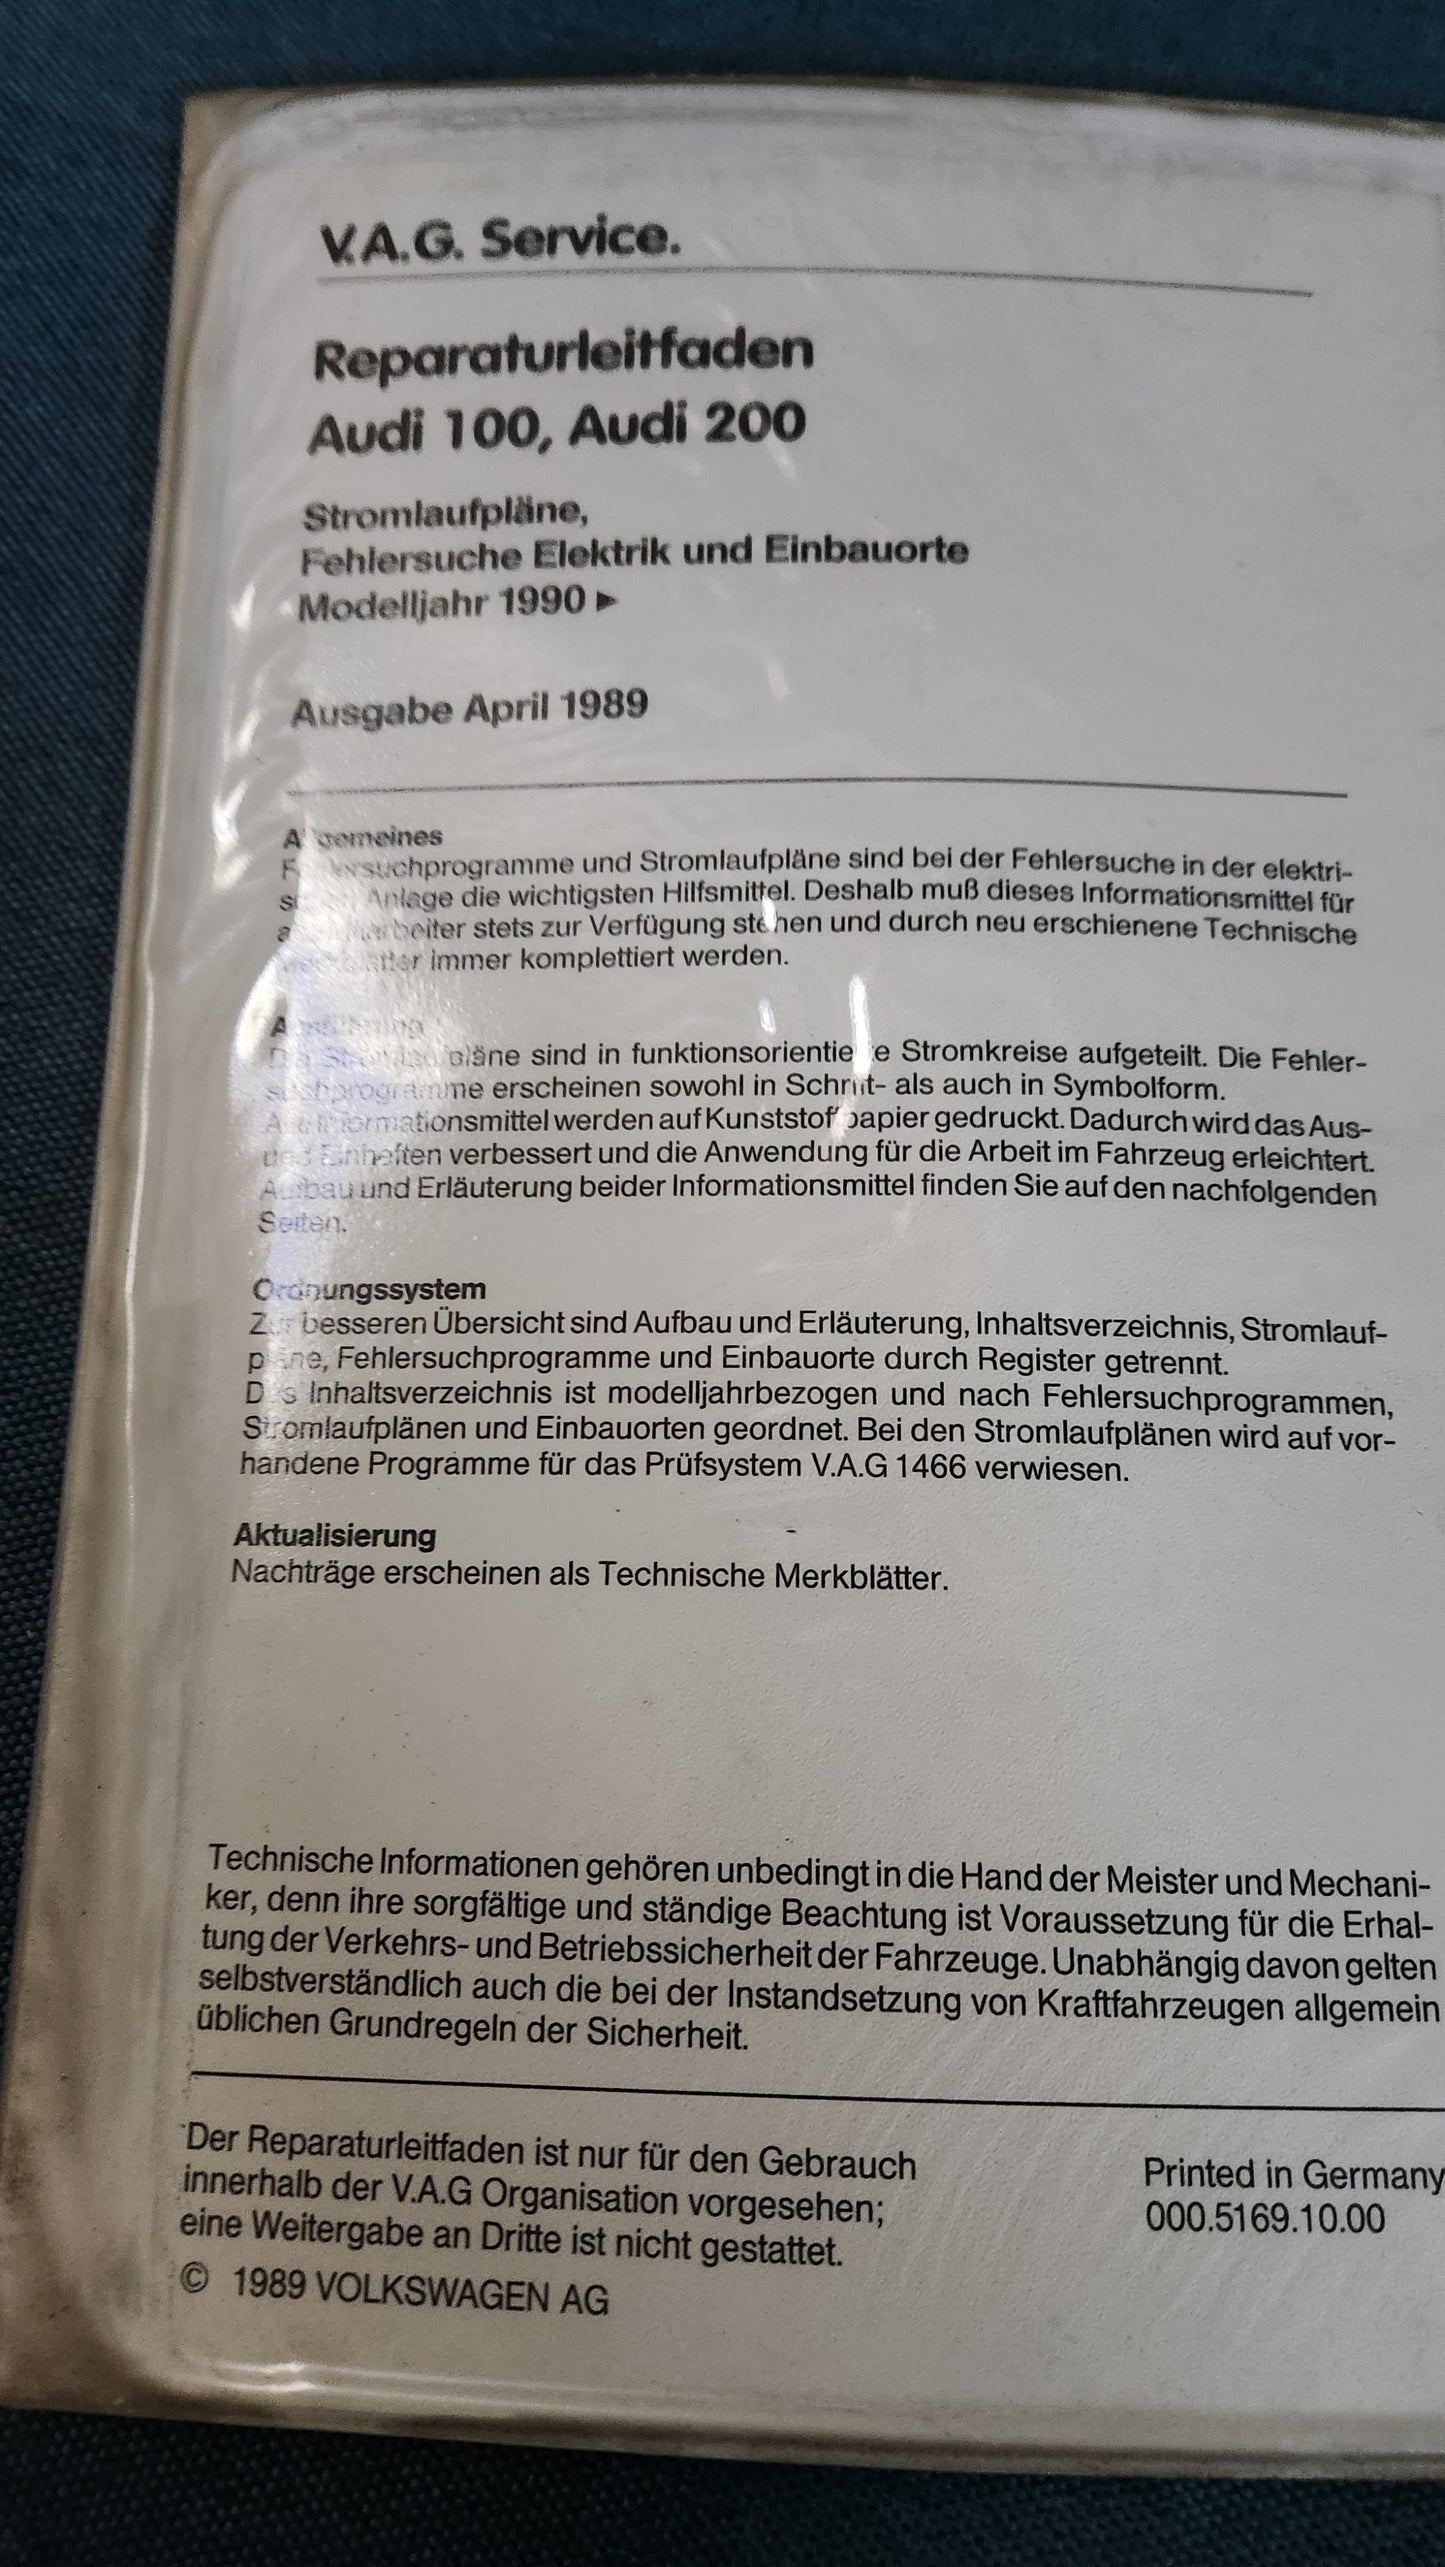 V.A.G. Service.
Reparaturleitfaden
Audi 100, Audi 200
Stromlaufpläne,
Fehlersuche Elektrik und Einbauorte
Modelljahr 1990 ►
Ausgabe April 1989
Allgemeines
Fehlersuchprogramme und Stromlaufpläne sind bei der Fehlersuche in der elektri-
schen Anlage die wichtigsten Hilfsmittel. Deshalb muß dieses Informationsmittel für
stets zur Verfügung stehen und durch neu erschienene Technische
Merkblätter immer komplettiert werden.
Ausführung
Die Stromlaufpläne sind in funktionsorientierte Stromkreise aufgeteilt. Die Fehler-
suchprogramme erscheinen sowohl in Schrift- als auch in Symbolform.
Informationsmittel werden auf Kunststoffpapier gedruckt. Dadurch wird das Aus-
und Einheften verbessert und die Anwendung für die Arbeit im Fahrzeug erleichtert.
Aufbau und Erläuterung beider Informationsmittel finden Sie auf den nachfolgenden
Seiten.
Ordnungssystem
Zur besseren Übersicht sind Aufbau und Erläuterung, Inhaltsverzeichnis, Stromlauf-
pläne, Fehlersuchprogramme und Einbauorte durch Register getrennt.
Das Inhaltsverzeichnis ist modelljahrbezogen und nach Fehlersuchprogrammen,
Stromlaufplänen und Einbauorten geordnet. Bei den Stromlaufplänen wird auf vor-
handene Programme für das Prüfsystem V.A.G 1466 verwiesen.
Aktualisierung
Nachträge erscheinen als Technische Merkblätter.
Technische Informationen gehören unbedingt in die Hand der Meister und Mechani-
ker, denn ihre sorgfältige und ständige Beachtung ist Voraussetzung für die Erhal-
tung der Verkehrs- und Betriebssicherheit der Fahrzeuge. Unabhängig davon gelten
selbstverständlich auch die bei der Instandsetzung von Kraftfahrzeugen allgemein
üblichen Grundregeln der Sicherheit.
Der Reparaturleitfaden ist nur für den Gebrauch
innerhalb der V.A.G Organisation vorgesehen;
eine Weitergabe an Dritte ist nicht gestattet.
© 1989 VOLKSWAGEN AG
Printed in Germany
000.5169.10.00